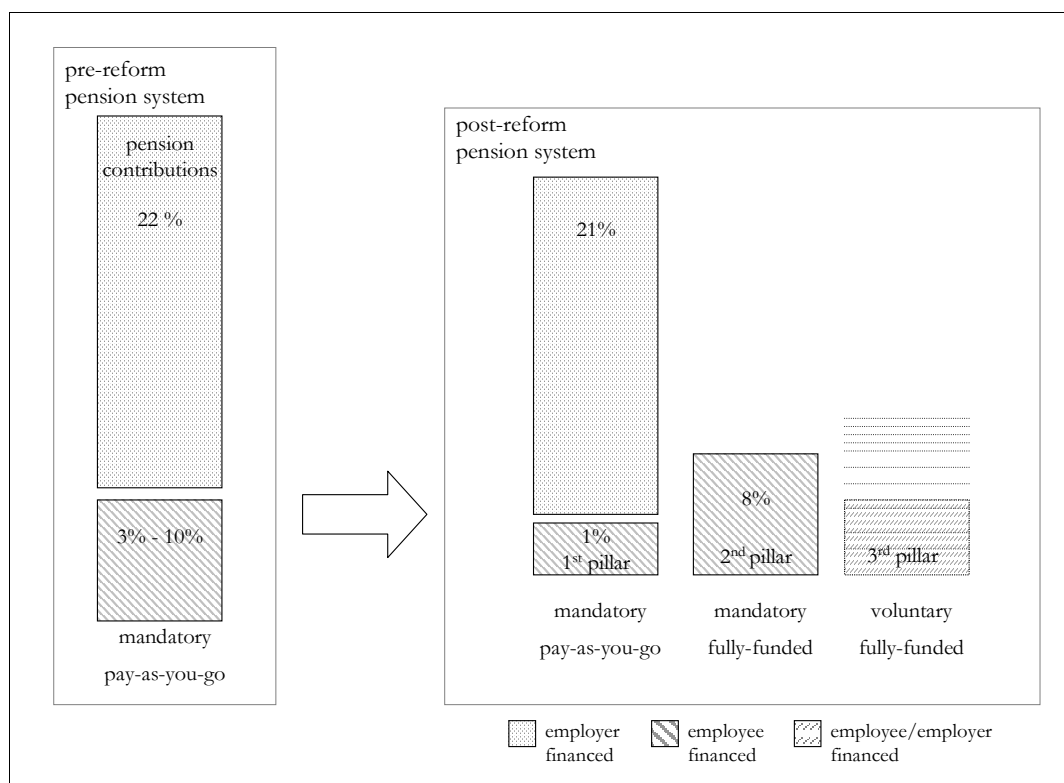 pre-reform
pension system
pension
contributions
22 %
3% - 10%
mandatory
pay-as-you-go
post-reform
pension system
21%
1%
1st pillar
mandatory
pay-as-you-go
8%
2nd pillar
mandatory
fully-funded
3rd pillar
voluntary
fully-funded
employer
financed
employee
financed
employee/employer
financed